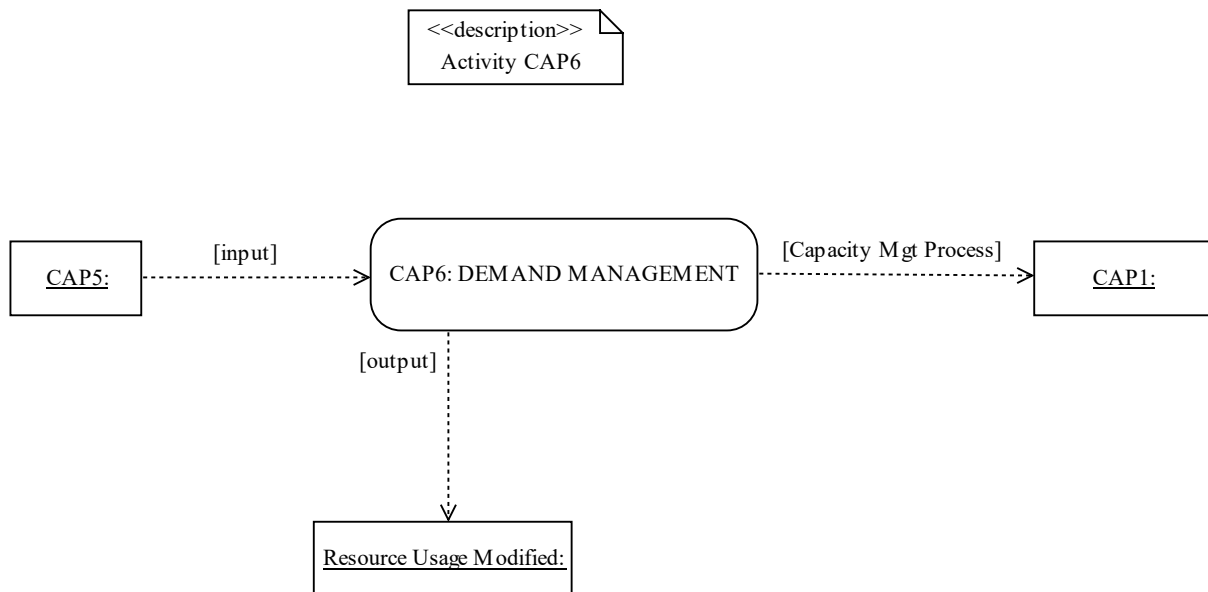 <<description>>
Activity CAP6
[input]
[Capacity Mgt Process]
CAP5:
CAP6: DEMAND MANAGEMENT
CAP1:
[output]
Resource Usage Modified: